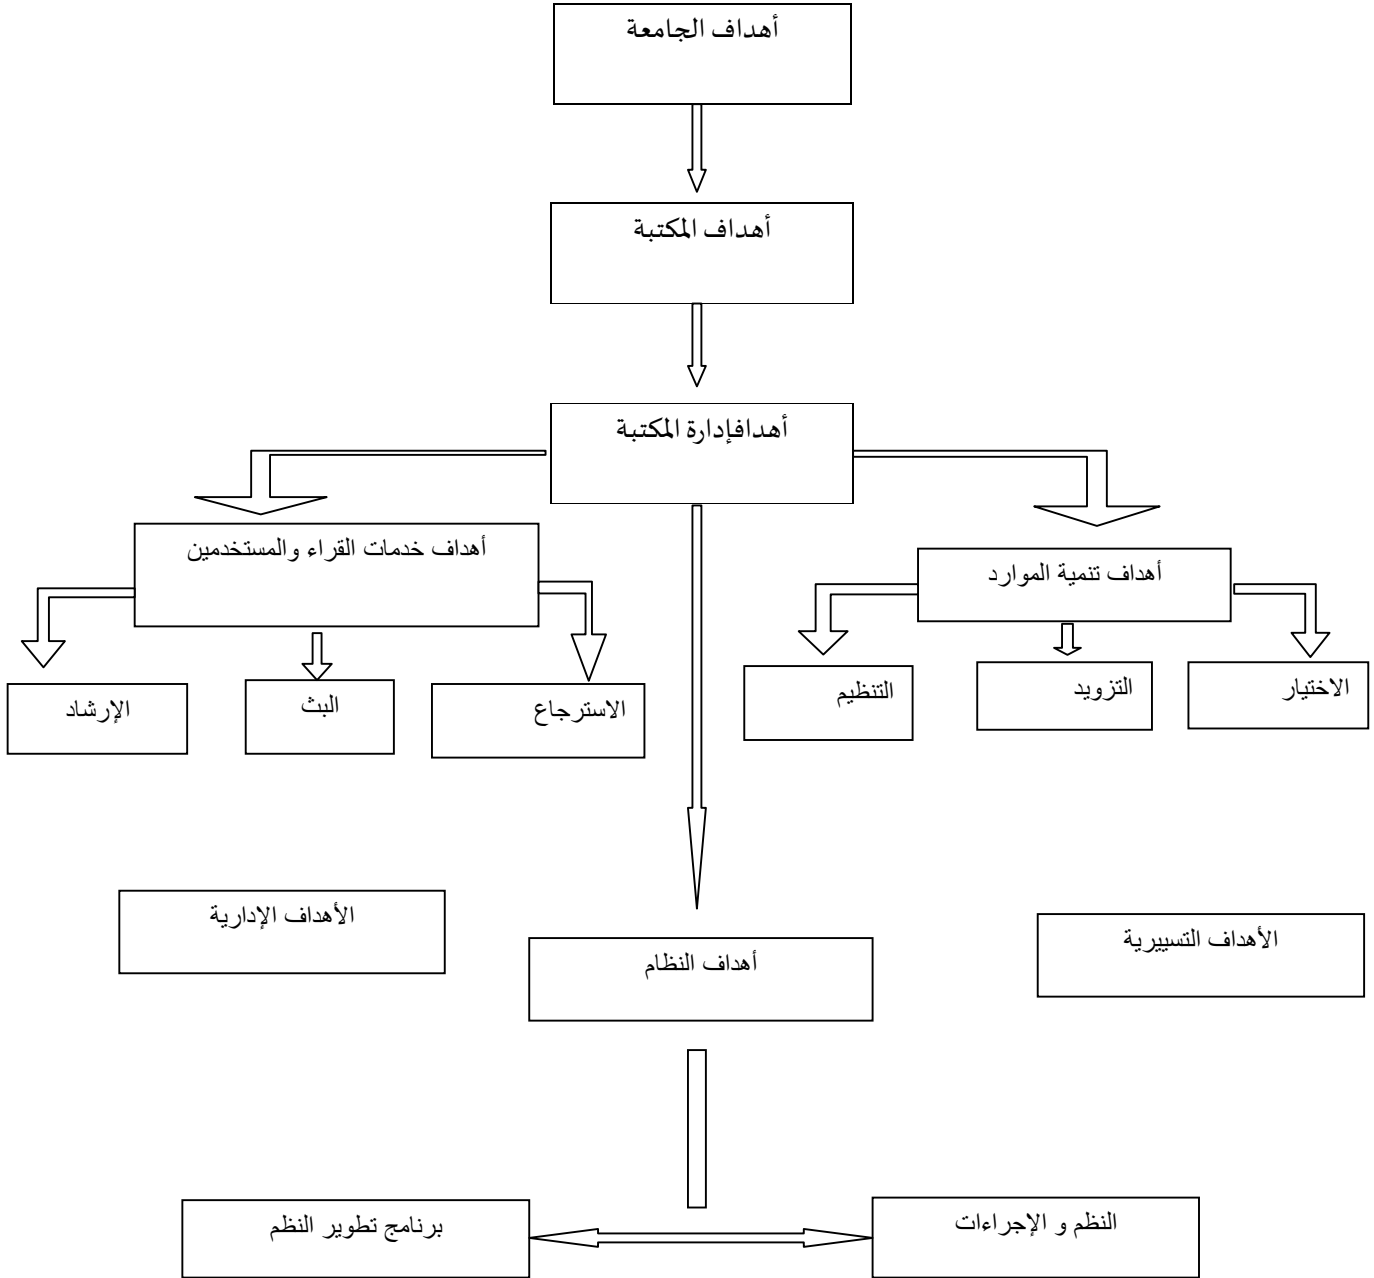 أهداف الجامعة
أهداف المكتبة
أهدافإدارة المكتبة
أهداف خدمات القراء والمستخدمين
أهداف تنمية الموارد
الاختيار
التزويد
التنظيم
الاسترجاع
البث
الإرشاد
الأهداف الإدارية
الأهداف التسييرية
أهداف النظام
النظم و الإجراءات
برنامج تطوير النظم